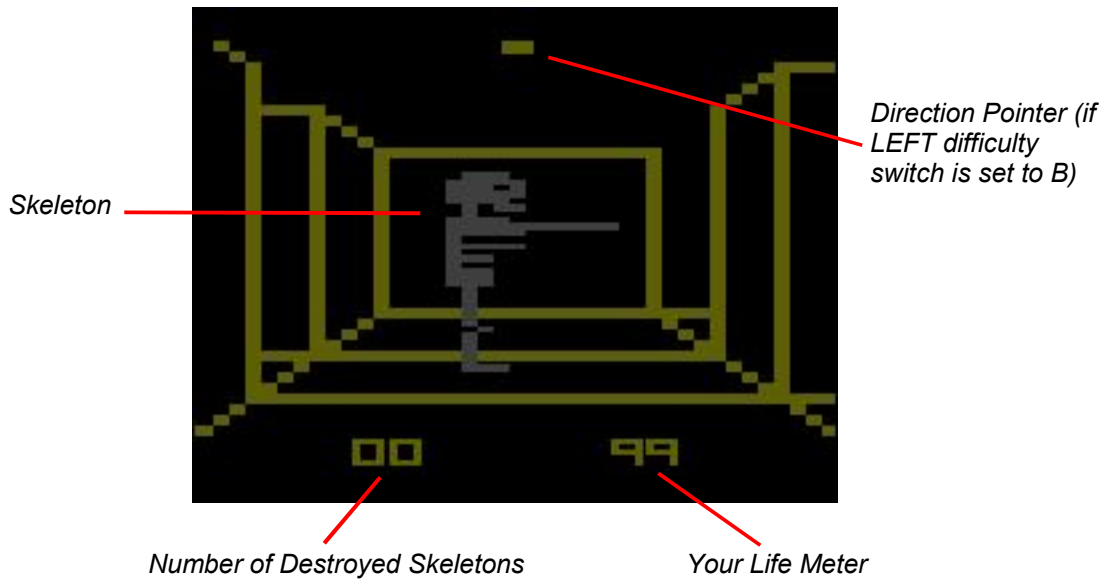 Direction Pointer (if
LEFT difficulty
switch is set to B)
Skeleton
00
99
Number of Destroyed Skeletons
Your Life Meter